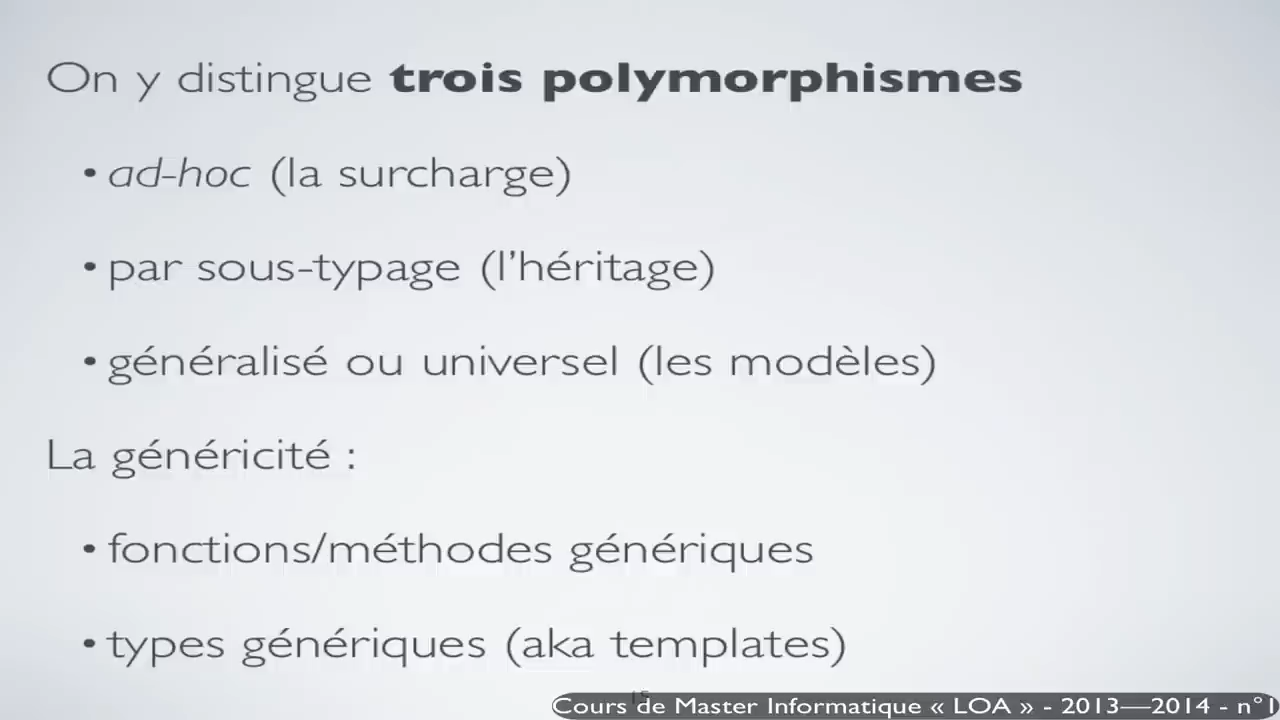 On y distingue trois polymorphismes
• ad-hoc (la surcharge)
• par sous-typage (l’héritage)
• généralisé ou universel (les modèles)
La généricité :
• fonctions/méthodes génériques
• types génériques (aka templates)
15
Cours de Master Informatique « LOA » - 2013—2014 - n°1